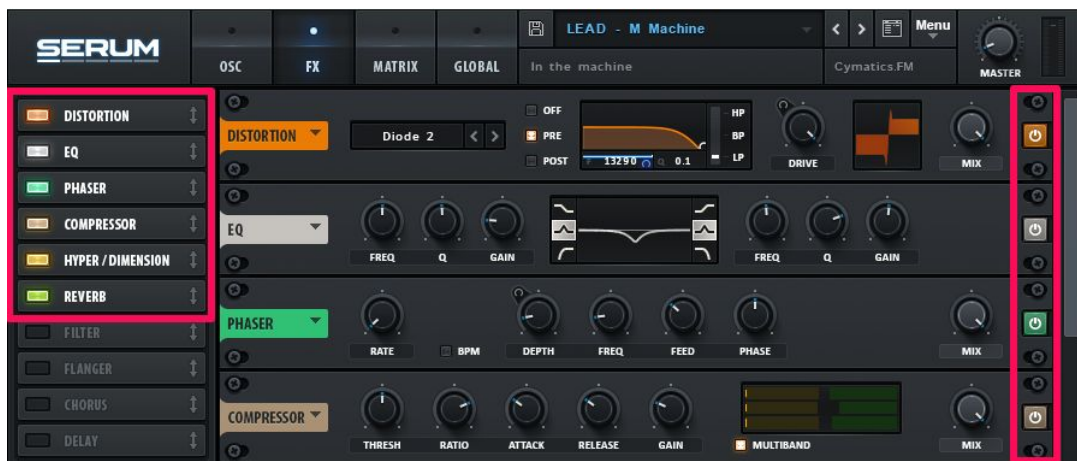 SERUM
OSC
FX
MATRIX
GLOBAL
LEAD - M Machine
In the machine
Cymatics.FM
Menu
MASTER
DISTORTION
EQ
PHASER
COMPRESSOR
HYPER / DIMENSION
REVERB
FILTER
FLANGER
CHORUS
DELAY
DISTORTION
Diode 2
OFF
PRE
POST
F 13290 Q 0.1
HP
BP
LP
DRIVE
MIX
EQ
FREQ Q GAIN
FREQ Q GAIN
PHASER
RATE
BPM
DEPTH FREQ FEED PHASE
MIX
COMPRESSOR
THRESH RATIO ATTACK RELEASE GAIN
MULTIBAND
MIX